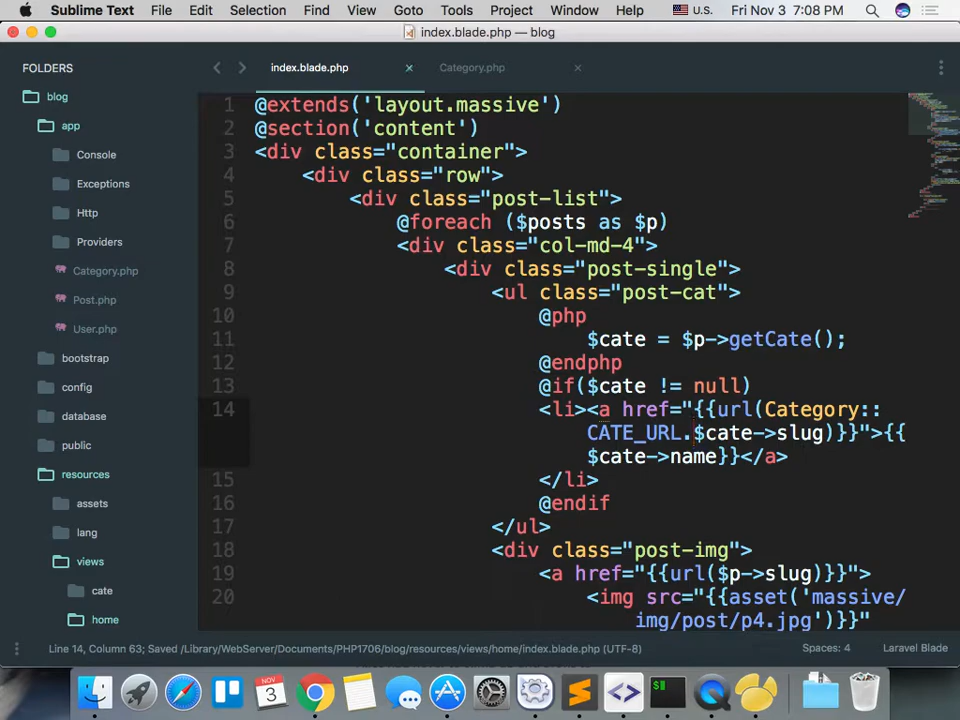 Sublime Text File Edit Selection Find View Goto Tools Project Window Help U.S. Fri Nov 3 7:08 PM
index.blade.php — blog
FOLDERS
blog
app
Console
Exceptions
Http
Providers
Category.php
Post.php
User.php
bootstrap
config
database
public
resources
assets
lang
views
cate
home
index.blade.php × Category.php ×
1 @extends('layout.massive')
2 @section('content')
3 <div class="container">
4 <div class="row">
5 <div class="post-list">
6 @foreach ($posts as $p)
7 <div class="col-md-4">
8 <div class="post-single">
9 <ul class="post-cat">
10 @php
11 $cate = $p->getCate();
12 @endphp
13 @if($cate != null)
14 <li><a href="{{url(Category::
CATE_URL.$cate->slug)}}">{{
$cate->name}}</a>
15 </li>
16 @endif
17 </ul>
18 <div class="post-img">
19 <a href="{{url($p->slug)}}">
20 <img src="{{asset('massive/
img/post/p4.jpg')}}"
Line 14, Column 63; Saved /Library/WebServer/Documents/PHP1706/blog/resources/views/home/index.blade.php (UTF-8) Spaces: 4 Laravel Blade
NOV
3